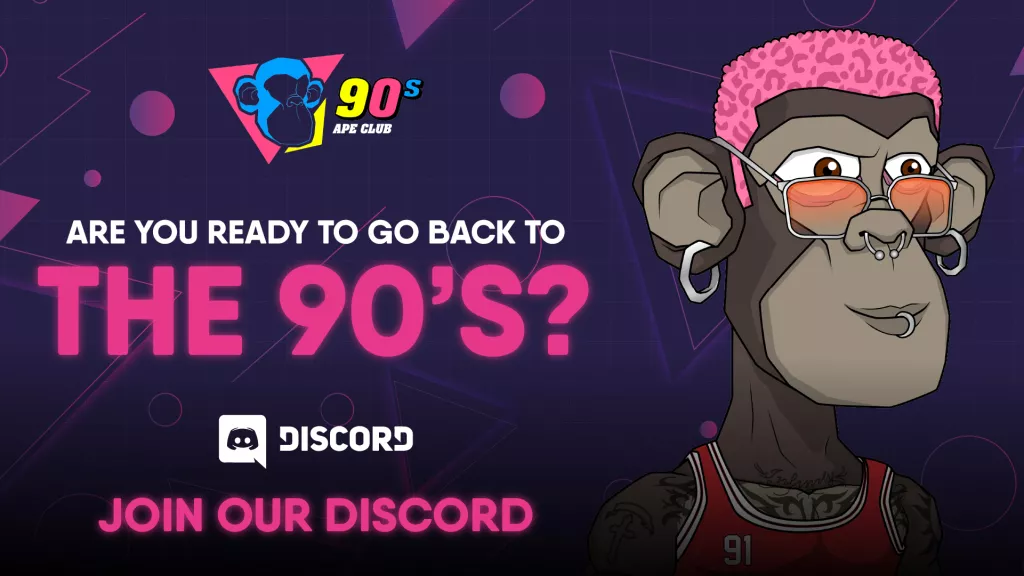 90s
APE CLUB
ARE YOU READY TO GO BACK TO
THE 90'S?
DISCORD
JOIN OUR DISCORD
91